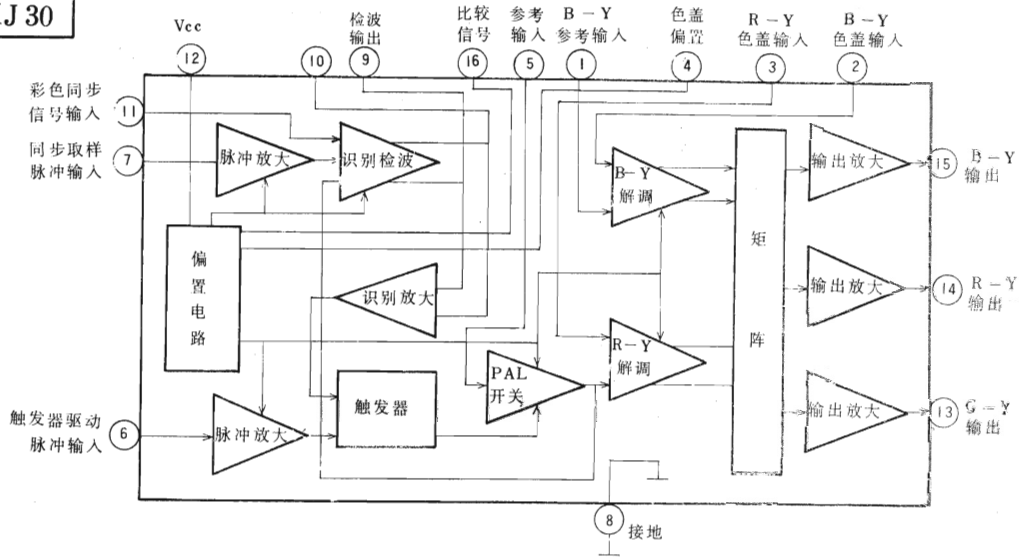 J 30
Vcc
12
10
检波
输出
9
比较
信号
16
参考
输入
5
B-Y
参考输入
1
色盖
偏置
4
R-Y
色盖输入
3
B-Y
色盖输入
2
彩色同步
信号输入
11
同步取样
脉冲输入
7
脉冲放大
识别检波
B-Y
解调
输出放大
15
B-Y
输出
偏置电路
识别放大
矩阵
输出放大
14
R-Y
输出
R-Y
解调
PAL
开关
触发器
触发器驱动
脉冲输入
6
脉冲放大
输出放大
13
G-Y
输出
8
接地